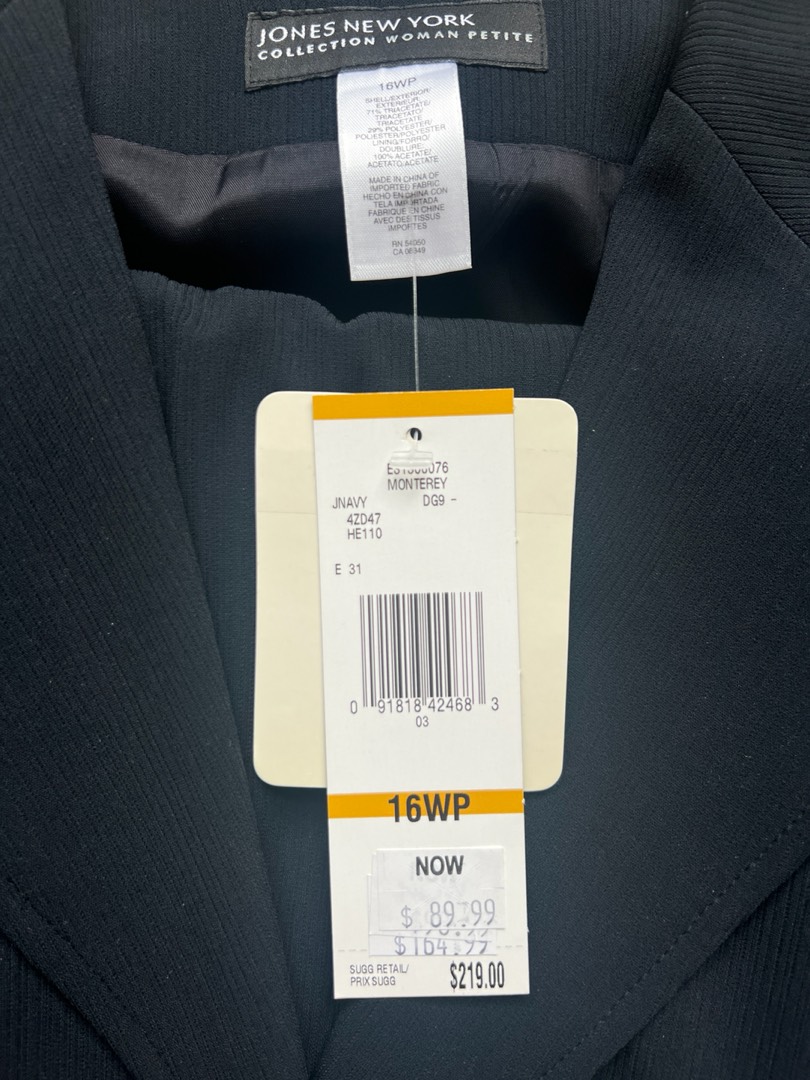 JONES NEW YORK
COLLECTION WOMAN PETITE
16WP
SHELL/EXTERIOR/
EXTERIEUR:
71% TRIACETATE/
TRIACETATO/
TRIACETATE
29% POLYESTER/
POLIESTER/POLYESTER
LINING/FORRO/
DOUBLURE:
100% ACETATE/
ACETATO/ACETATE
MADE IN CHINA OF
IMPORTED FABRIC
HECHO EN CHINA CON
TELA IMPORTADA
FABRIQUE EN CHINE
AVEC DES TISSUS
IMPORTES
RN 54050
CA 06949
MONTEREY
JNAVY DG9 -
4ZD47
HE110
E 31
0 91818 42468 3
03
16WP
NOW
$ 89.99
$164.99
SUGG RETAIL/
PRIX SUGG $219.00